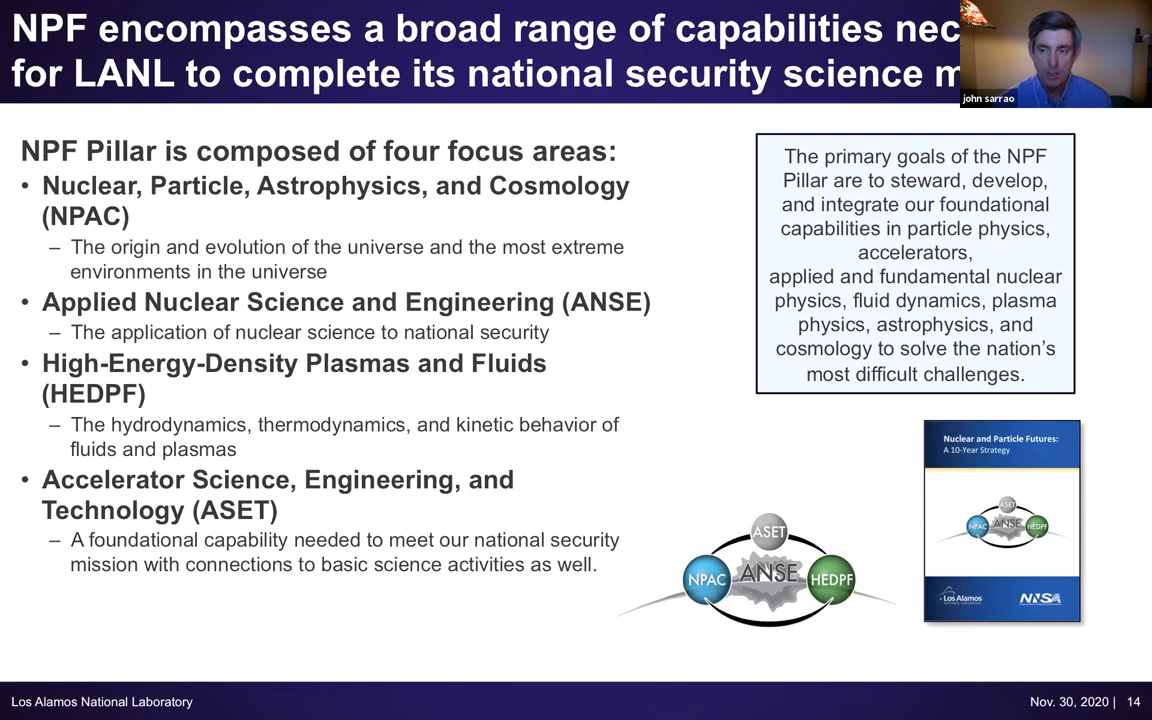 NPF encompasses a broad range of capabilities nec
for LANL to complete its national security science m
john sarrao
NPF Pillar is composed of four focus areas:
• Nuclear, Particle, Astrophysics, and Cosmology
(NPAC)
– The origin and evolution of the universe and the most extreme
environments in the universe
• Applied Nuclear Science and Engineering (ANSE)
– The application of nuclear science to national security
• High-Energy-Density Plasmas and Fluids
(HEDPF)
– The hydrodynamics, thermodynamics, and kinetic behavior of
fluids and plasmas
• Accelerator Science, Engineering, and
Technology (ASET)
– A foundational capability needed to meet our national security
mission with connections to basic science activities as well.
The primary goals of the NPF
Pillar are to steward, develop,
and integrate our foundational
capabilities in particle physics,
accelerators,
applied and fundamental nuclear
physics, fluid dynamics, plasma
physics, astrophysics, and
cosmology to solve the nation’s
most difficult challenges.
ASET
NPAC ANSE HEDPF
Nuclear and Particle Futures:
A 10-Year Strategy
ASET
NPAC ANSE HEDPF
Los Alamos
NATIONAL LABORATORY
NNSA
Los Alamos National Laboratory
Nov. 30, 2020 | 14